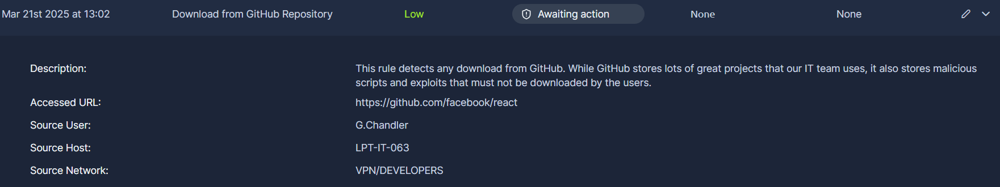 Mar 21st 2025 at 13:02 Download from GitHub Repository Low Awaiting action None None
Description: This rule detects any download from GitHub. While GitHub stores lots of great projects that our IT team uses, it also stores malicious
scripts and exploits that must not be downloaded by the users.
Accessed URL: https://github.com/facebook/react
Source User: G.Chandler
Source Host: LPT-IT-063
Source Network: VPN/DEVELOPERS